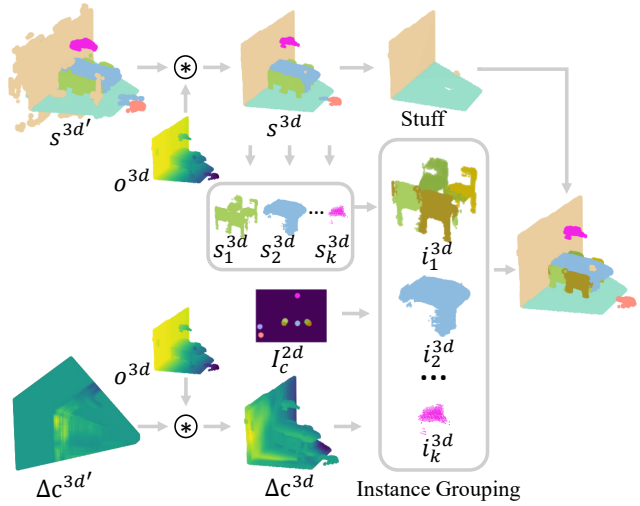 s^{3d'}
s^{3d}
Stuff
o^{3d}
s_1^{3d} s_2^{3d} ... s_k^{3d}
i_1^{3d}
o^{3d}
I_c^{2d}
i_2^{3d}
...
i_k^{3d}
Δc^{3d'}
Δc^{3d}
Instance Grouping